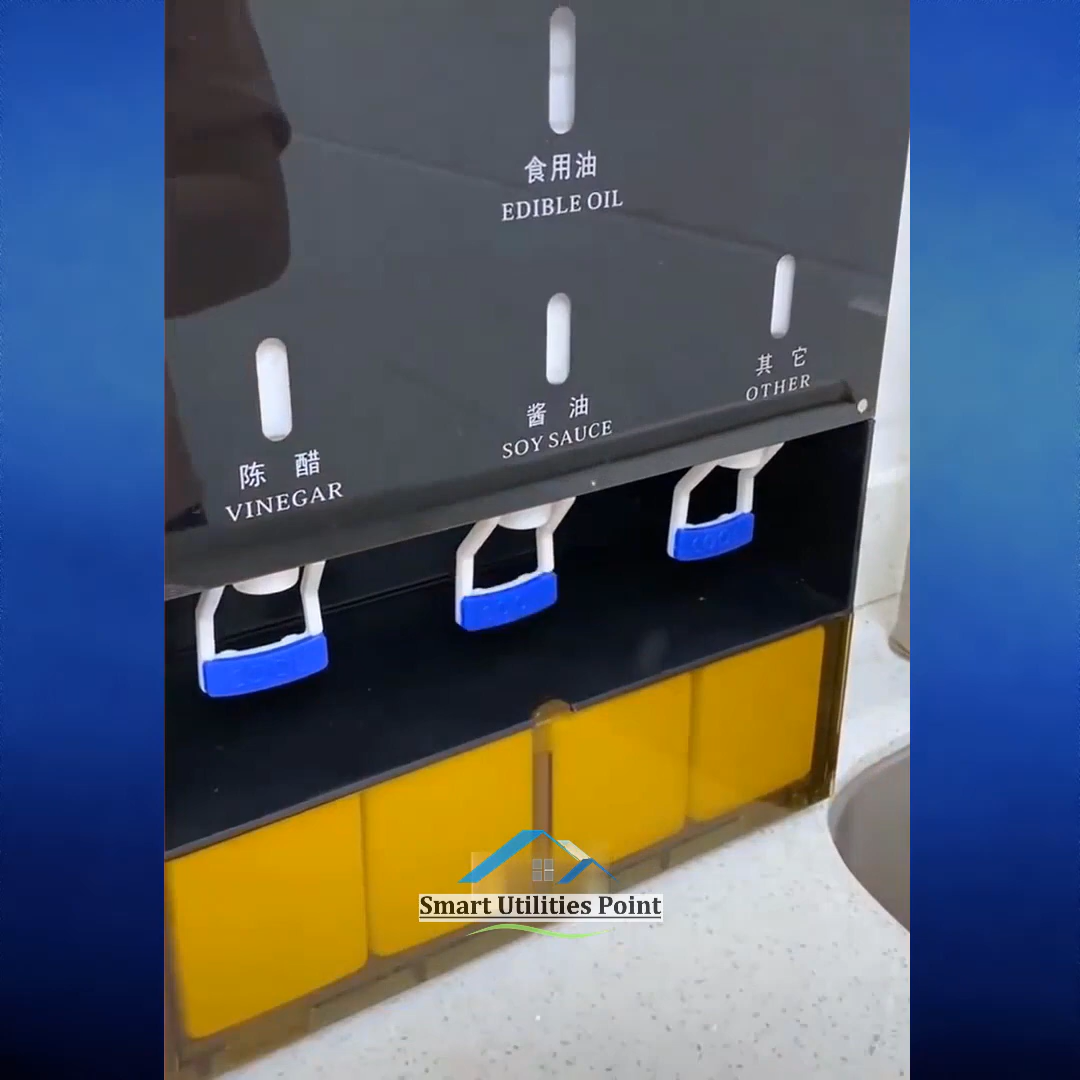 食用油
EDIBLE OIL
其它
OTHER
酱油
SOY SAUCE
陈醋
VINEGAR
Smart Utilities Point